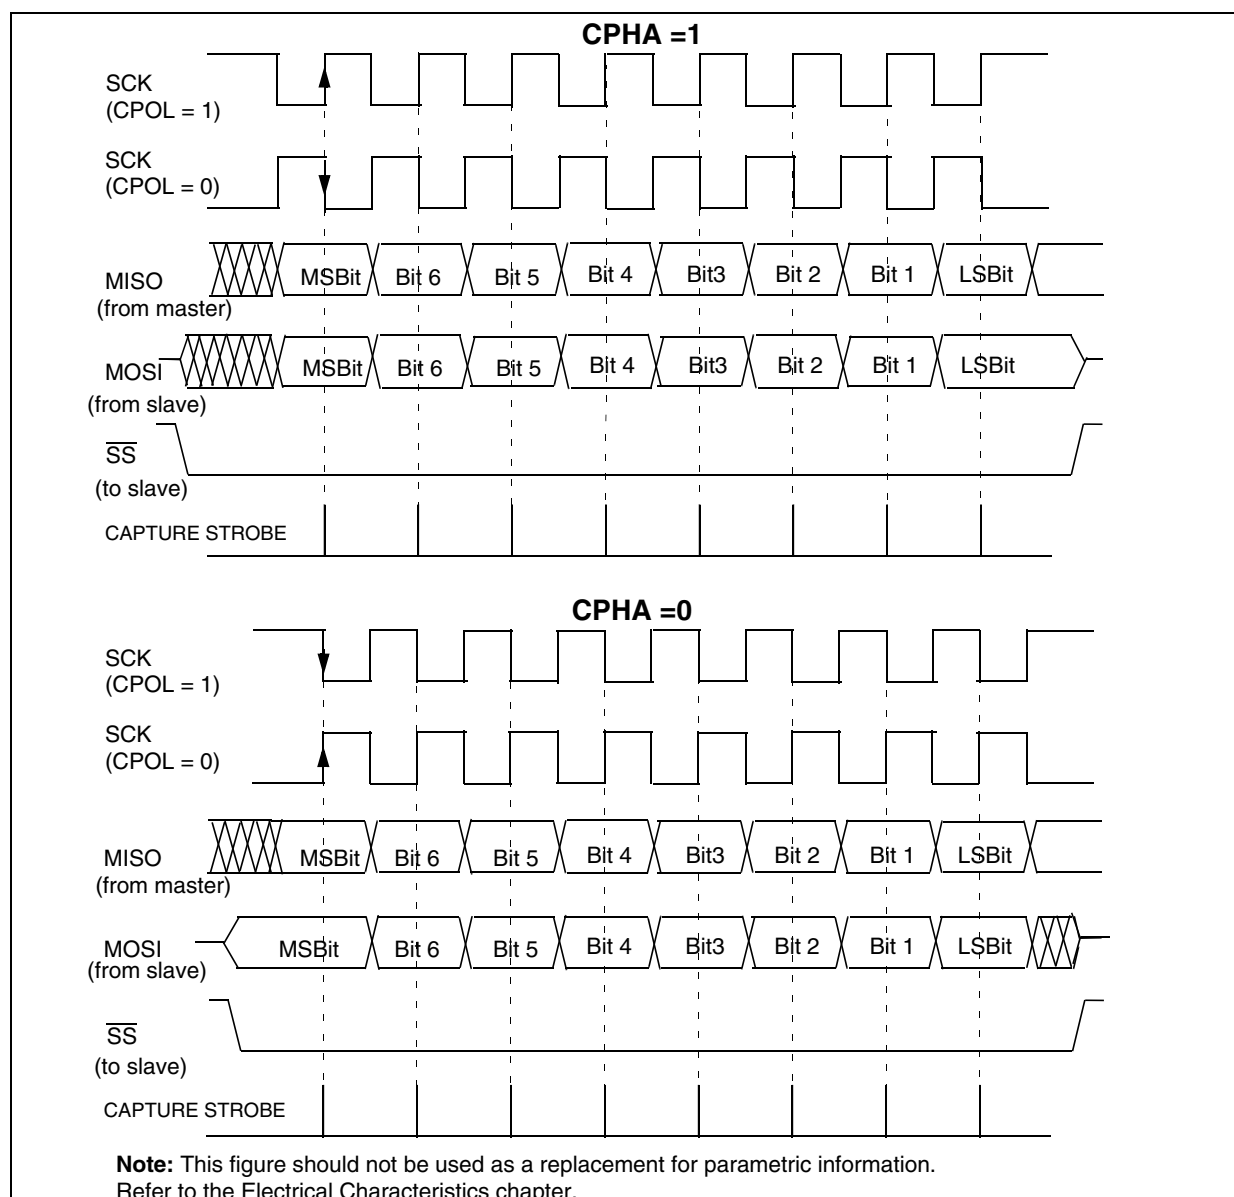 CPHA =1
SCK
(CPOL = 1)
SCK
(CPOL = 0)
MISO
(from master)
MSBit Bit 6 Bit 5 Bit 4 Bit3 Bit 2 Bit 1 LSBit
MOSI
(from slave)
MSBit Bit 6 Bit 5 Bit 4 Bit3 Bit 2 Bit 1 LSBit
SS
(to slave)
CAPTURE STROBE
CPHA =0
SCK
(CPOL = 1)
SCK
(CPOL = 0)
MISO
(from master)
MSBit Bit 6 Bit 5 Bit 4 Bit3 Bit 2 Bit 1 LSBit
MOSI
(from slave)
MSBit Bit 6 Bit 5 Bit 4 Bit3 Bit 2 Bit 1 LSBit
SS
(to slave)
CAPTURE STROBE
Note: This figure should not be used as a replacement for parametric information.
Refer to the Electrical Characteristics chapter.